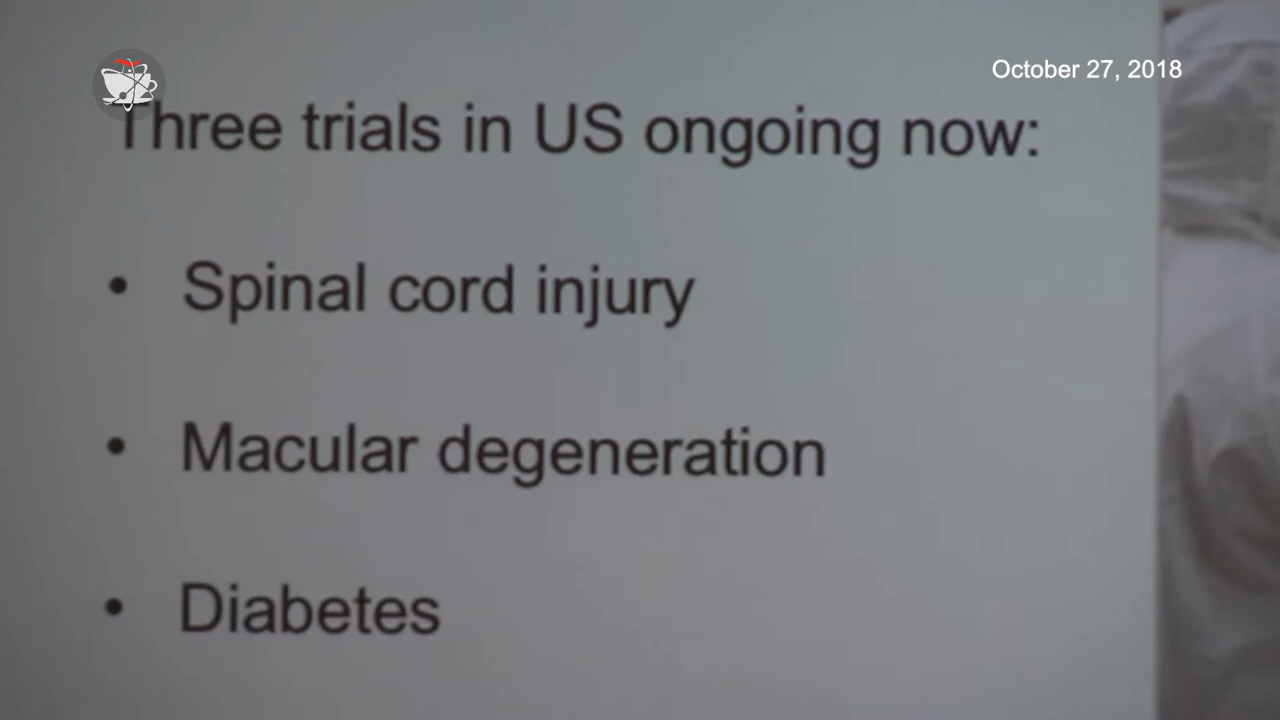 October 27, 2018
Three trials in US ongoing now:
• Spinal cord injury
• Macular degeneration
• Diabetes